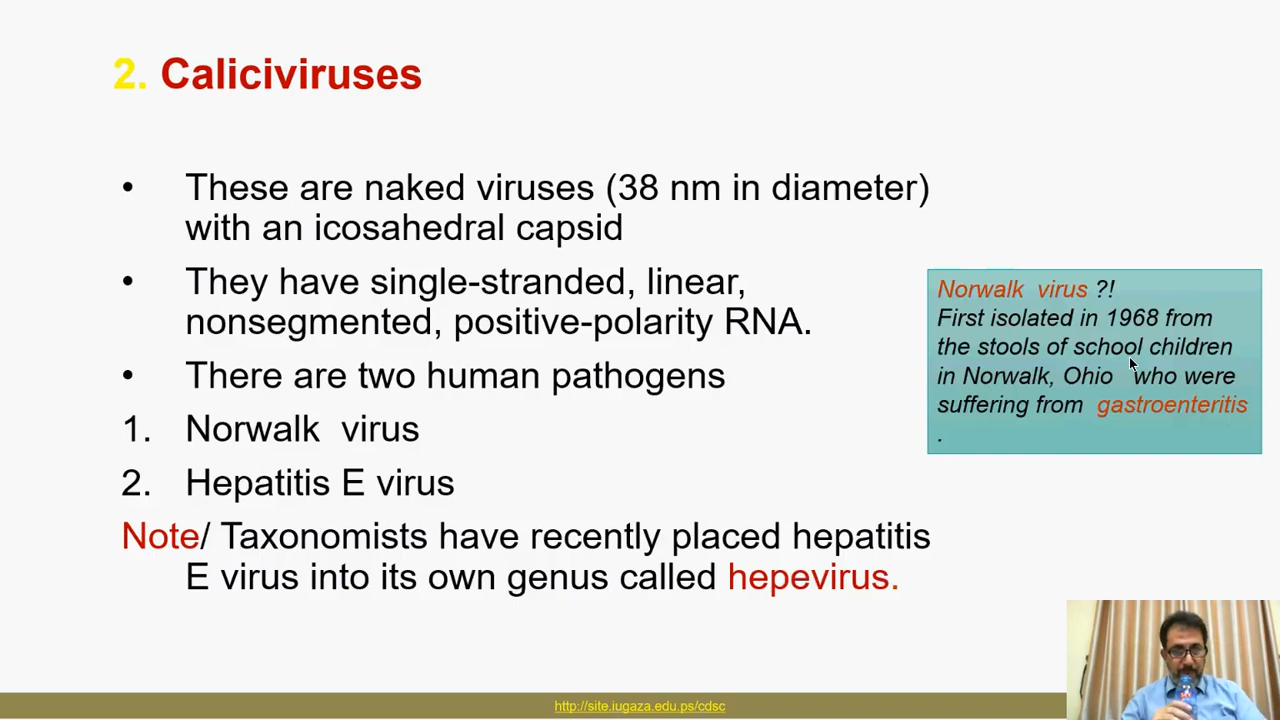 2. Caliciviruses
• These are naked viruses (38 nm in diameter)
with an icosahedral capsid
• They have single-stranded, linear,
nonsegmented, positive-polarity RNA.
• There are two human pathogens
1. Norwalk virus
2. Hepatitis E virus
Note/ Taxonomists have recently placed hepatitis
E virus into its own genus called hepevirus.
Norwalk virus ?!
First isolated in 1968 from
the stools of school children
in Norwalk, Ohio who were
suffering from gastroenteritis
.
http://site.iugaza.edu.ps/cdsc